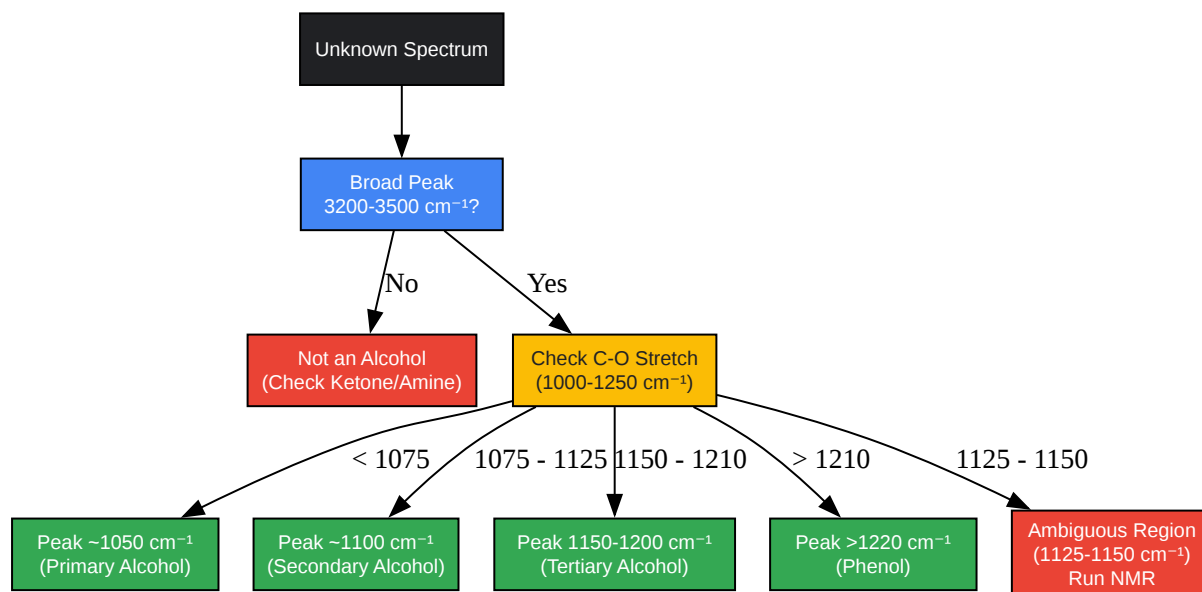 Unknown Spectrum
Broad Peak
3200-3500 cm⁻¹?
No
Yes
Not an Alcohol
(Check Ketone/Amine)
Check C-O Stretch
(1000-1250 cm⁻¹)
< 1075
1075 - 1125
1150 - 1210
> 1210
1125 - 1150
Peak ~1050 cm⁻¹
(Primary Alcohol)
Peak ~1100 cm⁻¹
(Secondary Alcohol)
Peak 1150-1200 cm⁻¹
(Tertiary Alcohol)
Peak >1220 cm⁻¹
(Phenol)
Ambiguous Region
(1125-1150 cm⁻¹)
Run NMR